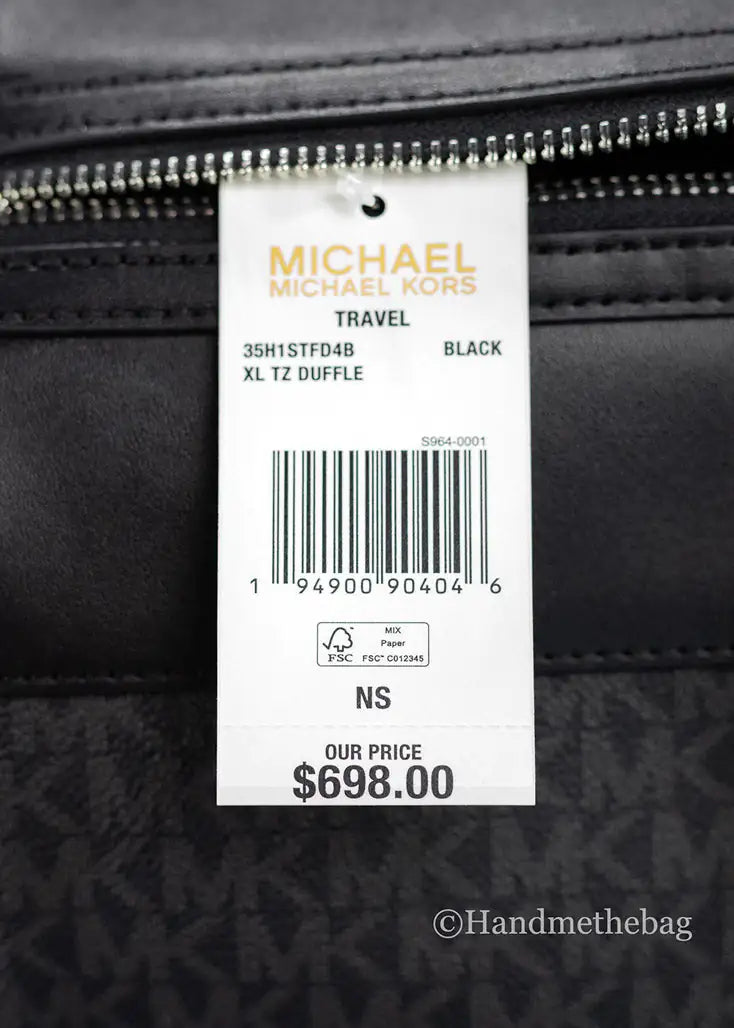 MICHAEL
MICHAEL KORS
TRAVEL
35H1STFD4B BLACK
XL TZ DUFFLE
S964-0001
1 94900 90404 6
MIX
Paper
FSC FSC™ C012345
NS
OUR PRICE
$698.00
©Handmethebag